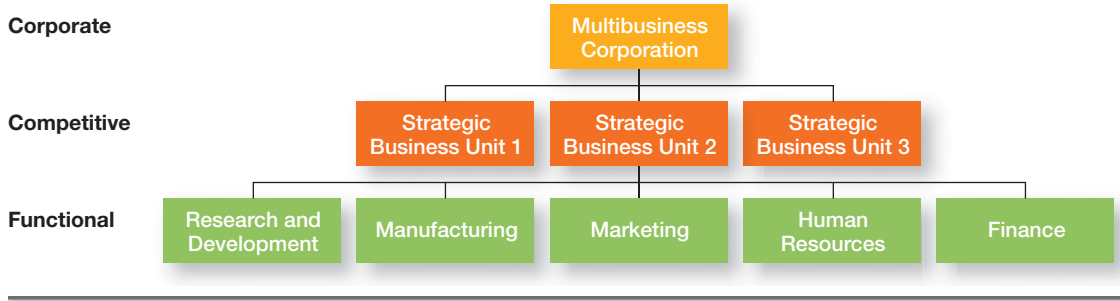 Corporate
Multibusiness
Corporation
Competitive
Strategic
Business Unit 1
Strategic
Business Unit 2
Strategic
Business Unit 3
Functional
Research and
Development
Manufacturing
Marketing
Human
Resources
Finance